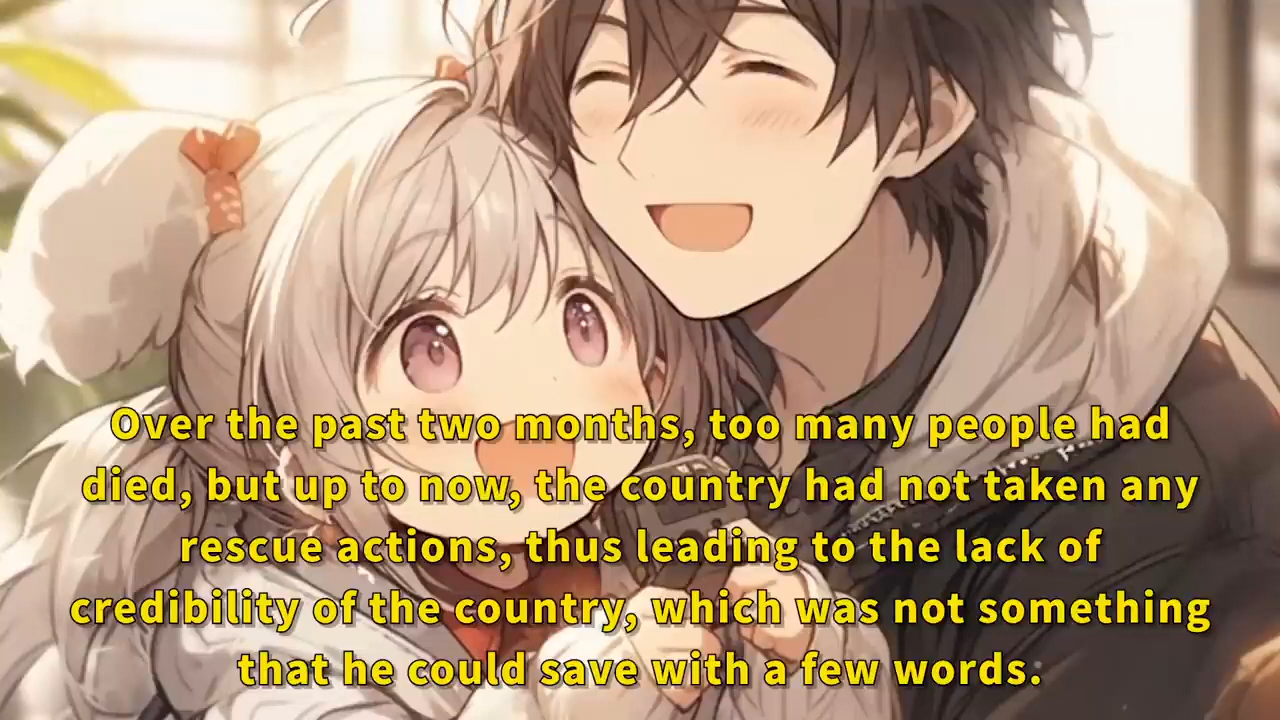 Over the past two months, too many people had
died, but up to now, the country had not taken any
rescue actions, thus leading to the lack of
credibility of the country, which was not something
that he could save with a few words.